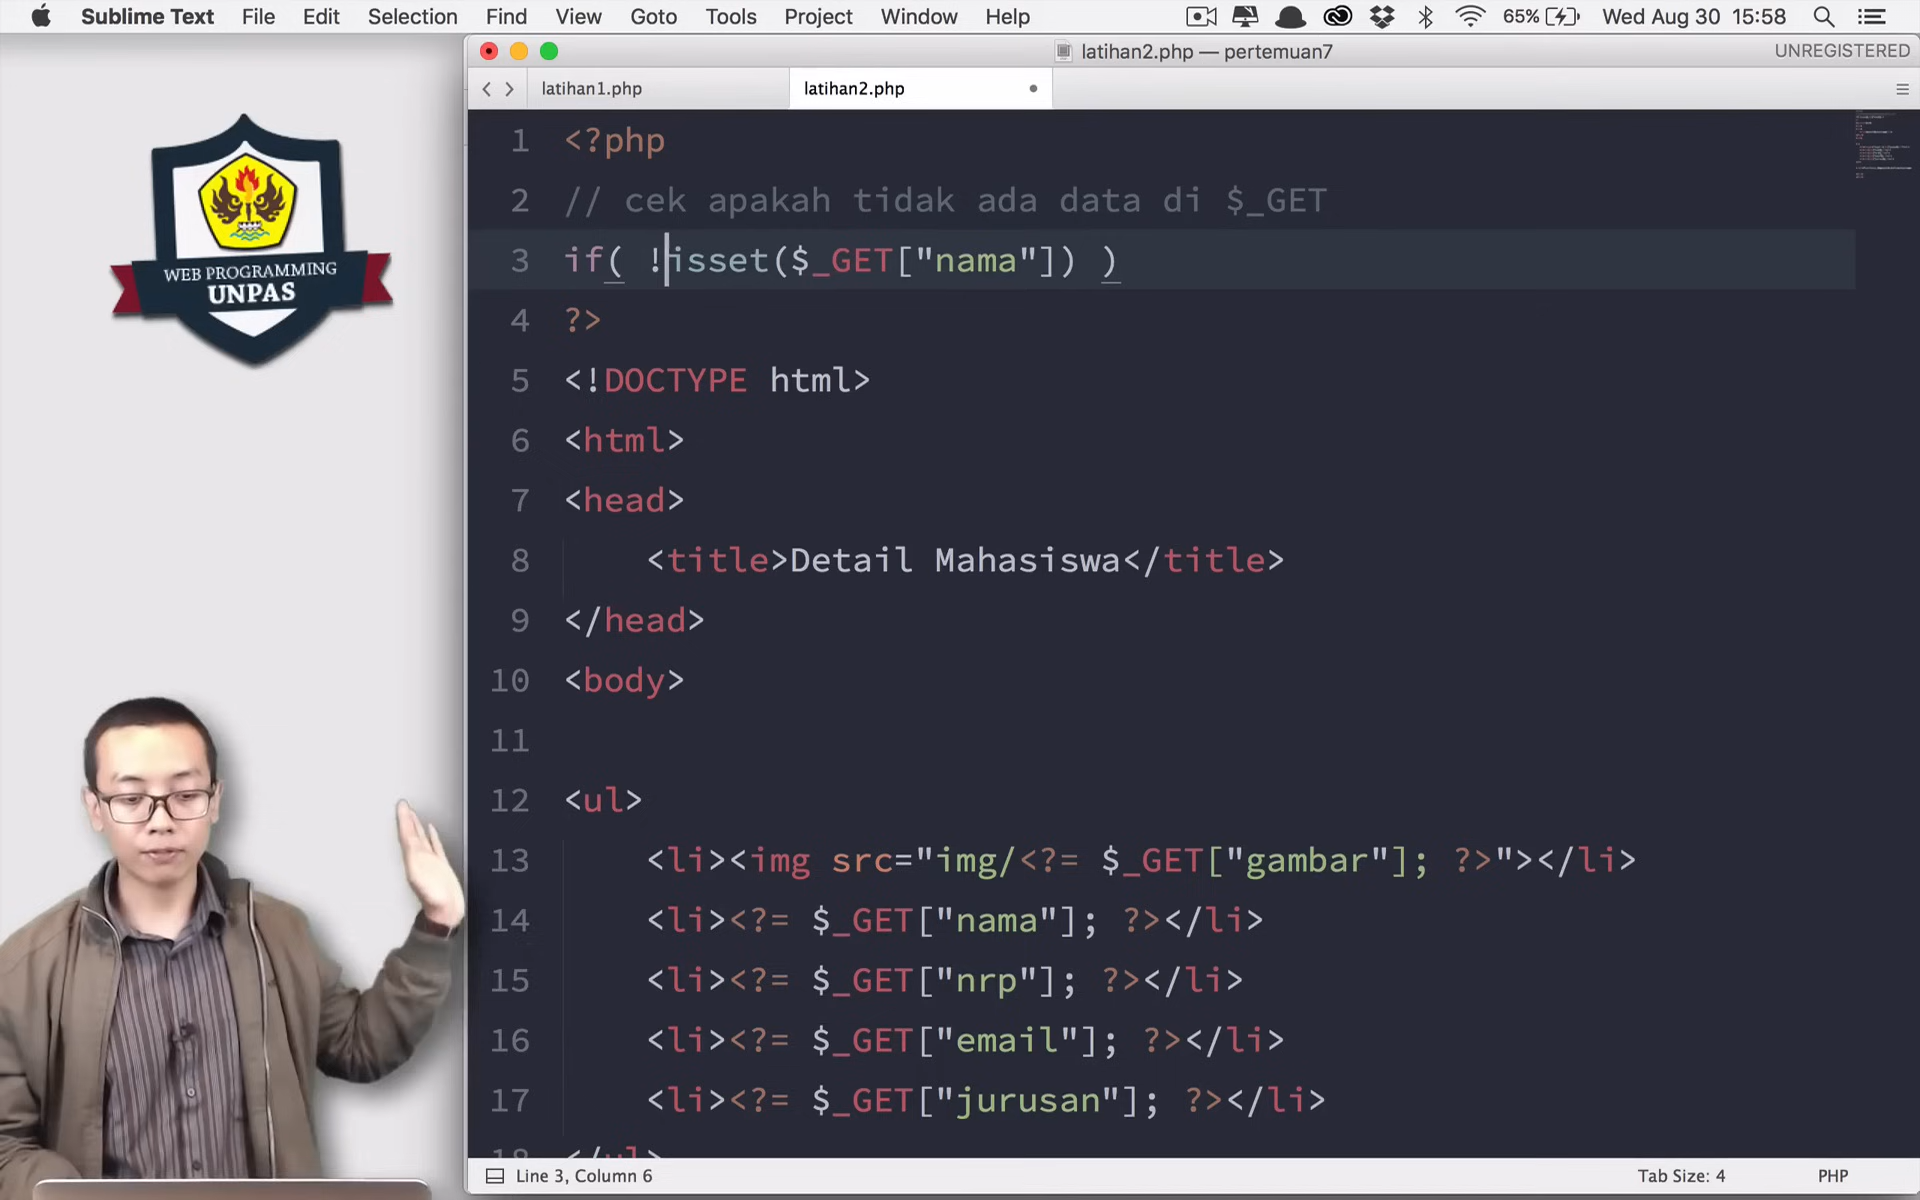 Sublime Text File Edit Selection Find View Goto Tools Project Window Help 65% Wed Aug 30 15:58
latihan2.php — pertemuan7 UNREGISTERED
latihan1.php latihan2.php
WEB PROGRAMMING
UNPAS
1 <?php
2 // cek apakah tidak ada data di $_GET
3 if( !isset($_GET["nama"]) )
4 ?>
5 <!DOCTYPE html>
6 <html>
7 <head>
8 <title>Detail Mahasiswa</title>
9 </head>
10 <body>
11
12 <ul>
13 <li><img src="img/<?= $_GET["gambar"]; ?>"></li>
14 <li><?= $_GET["nama"]; ?></li>
15 <li><?= $_GET["nrp"]; ?></li>
16 <li><?= $_GET["email"]; ?></li>
17 <li><?= $_GET["jurusan"]; ?></li>
18 </ul>
Line 3, Column 6 Tab Size: 4 PHP